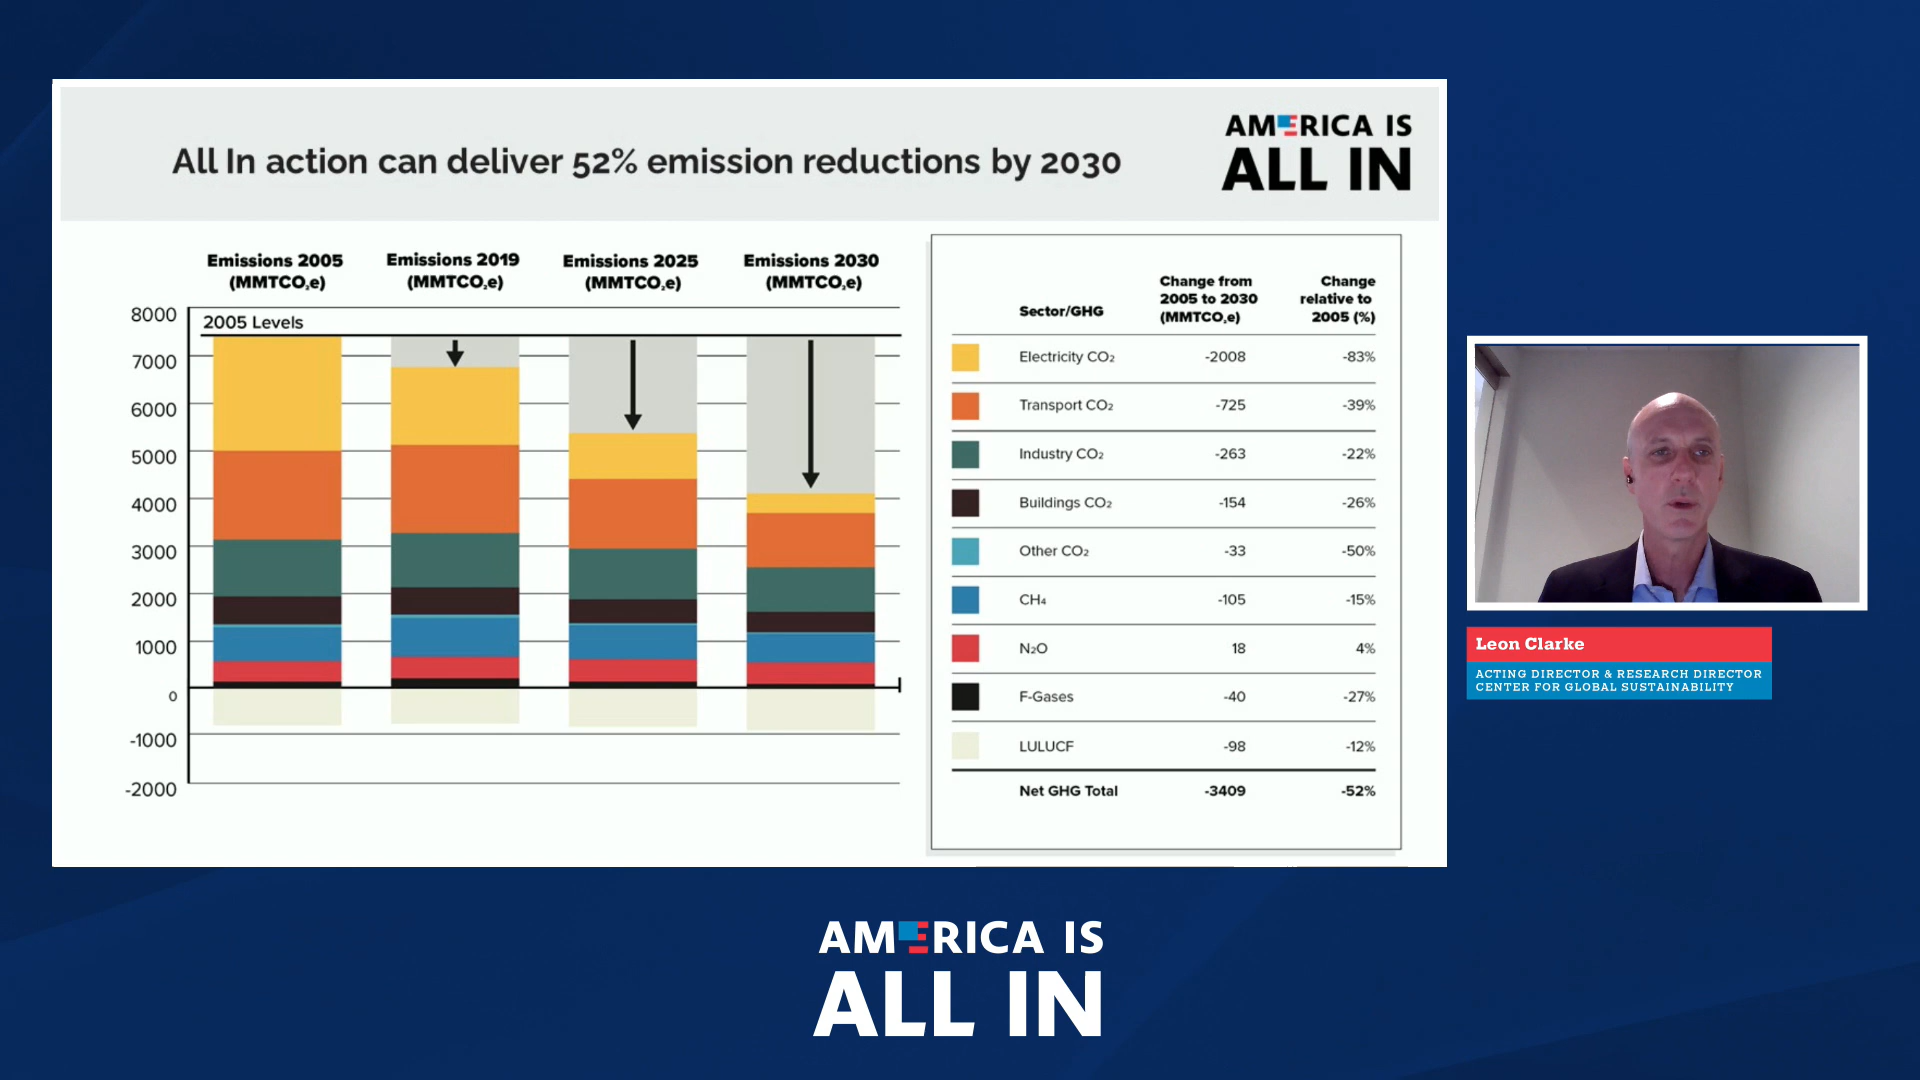 All In action can deliver 52% emission reductions by 2030
AMERICA IS
ALL IN
Emissions 2005
(MMTCO₂e)
Emissions 2019
(MMTCO₂e)
Emissions 2025
(MMTCO₂e)
Emissions 2030
(MMTCO₂e)
8000
2005 Levels
7000
6000
5000
4000
3000
2000
1000
0
-1000
-2000
Sector/GHG
Change from
2005 to 2030
(MMTCO₂e)
Change
relative to
2005 (%)
Electricity CO₂ -2008 -83%
Transport CO₂ -725 -39%
Industry CO₂ -263 -22%
Buildings CO₂ -154 -26%
Other CO₂ -33 -50%
CH₄ -105 -15%
N₂O 18 4%
F-Gases -40 -27%
LULUCF -98 -12%
Net GHG Total -3409 -52%
Leon Clarke
ACTING DIRECTOR & RESEARCH DIRECTOR
CENTER FOR GLOBAL SUSTAINABILITY
AMERICA IS
ALL IN